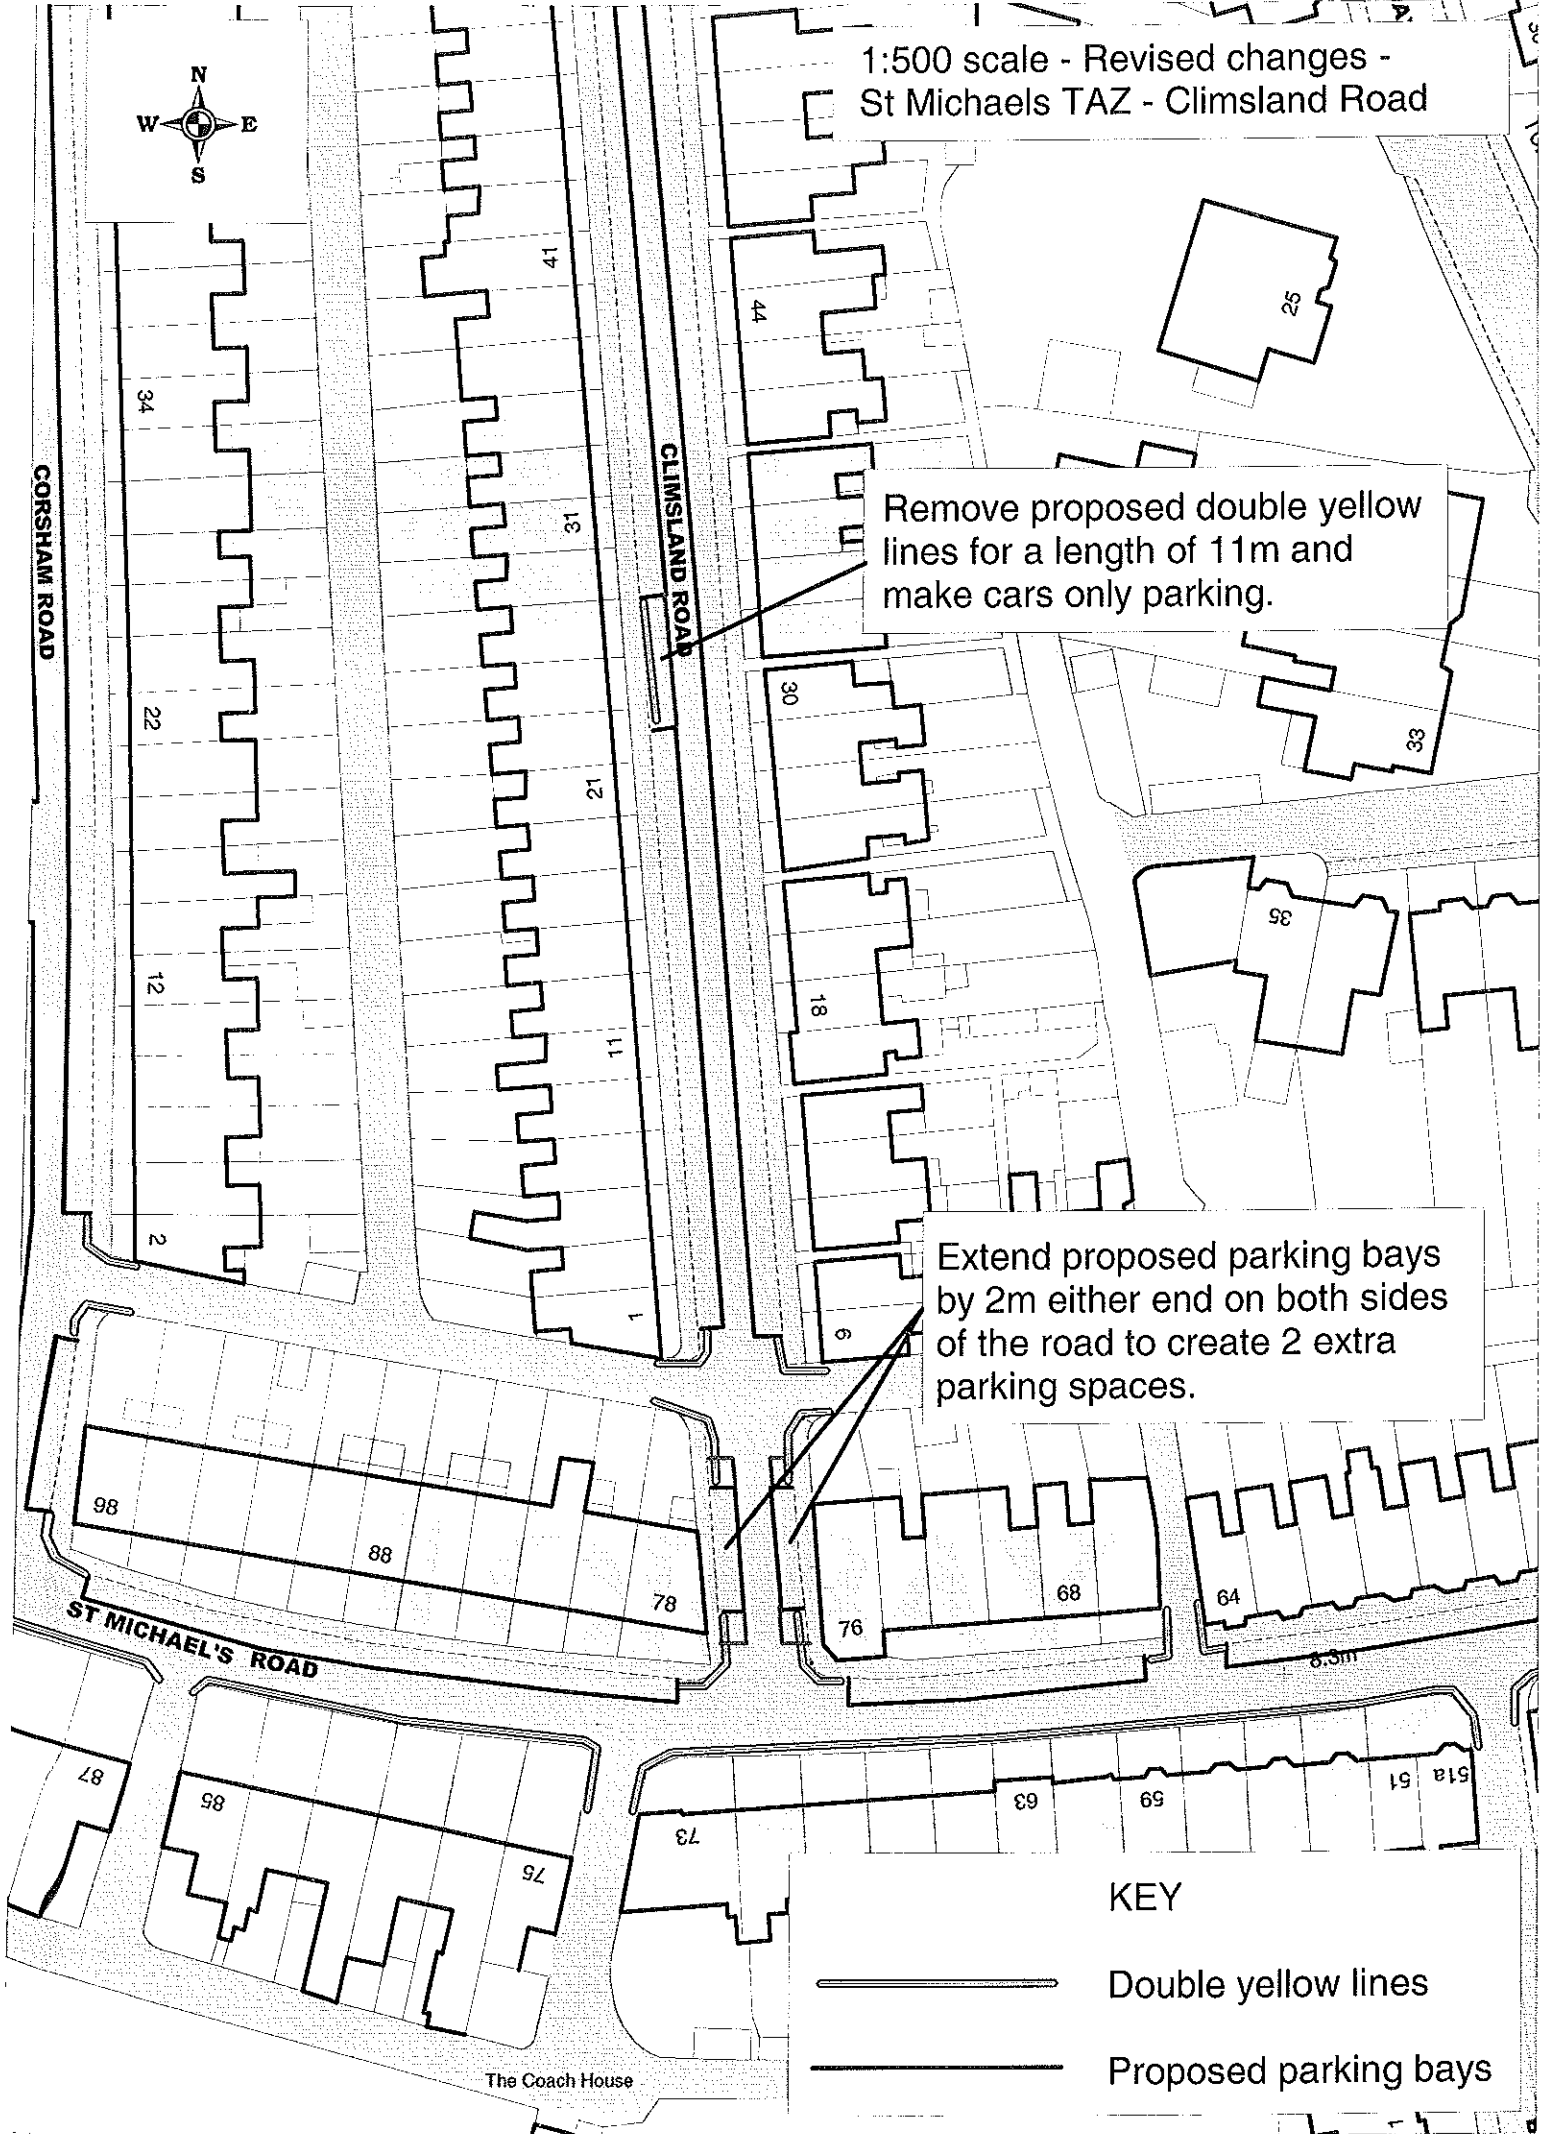 1:500 scale - Revised changes -
St Michaels TAZ - Climsland Road
N
W E
S
41
44
25
34
CORSHAM ROAD
CLIMSLAND ROAD
31
Remove proposed double yellow
lines for a length of 11m and
make cars only parking.
30
22
33
21
35
12
18
11
2
1
6
Extend proposed parking bays
by 2m either end on both sides
of the road to create 2 extra
parking spaces.
98
88
78
76
68
64
ST MICHAEL'S ROAD
8.3m
87
85
75
73
63
59
51
51a
KEY
Double yellow lines
Proposed parking bays
The Coach House